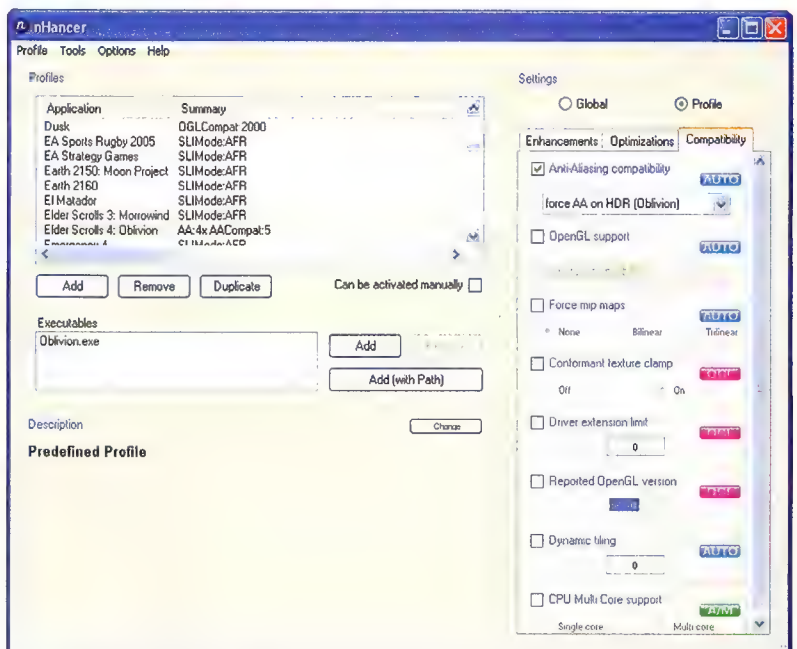 nHancer
Profile Tools Options Help
Profiles
Application Summary
Dusk OGLCompat 2000
EA Sports Rugby 2005 SLIMode:AFR
EA Strategy Games SLIMode:AFR
Earth 2150: Moon Project SLIMode:AFR
Earth 2160 SLIMode:AFR
El Matador SLIMode:AFR
Elder Scrolls 3: Morrowind SLIMode:AFR
Elder Scrolls 4: Oblivion AA:4x AACompat:5
Emergency 4 SLIMode:AFR
Add Remove Duplicate Can be activated manually
Executables
Oblivion.exe
Add
Add (with Path)
Description
Change
Predefined Profile
Settings
Global Profile
Enhancements Optimizations Compatibility
Anti-Aliasing compatibility
AUTO
force AA on HDR (Oblivion)
OpenGL support
AUTO
Force mip maps
AUTO
None Bilinear Trilinear
Conformant texture clamp
Off On
Driver extension limit
0
Reported OpenGL version
Dynamic tiling
AUTO
0
CPU Multi Core support
A/M
Single core Multi core